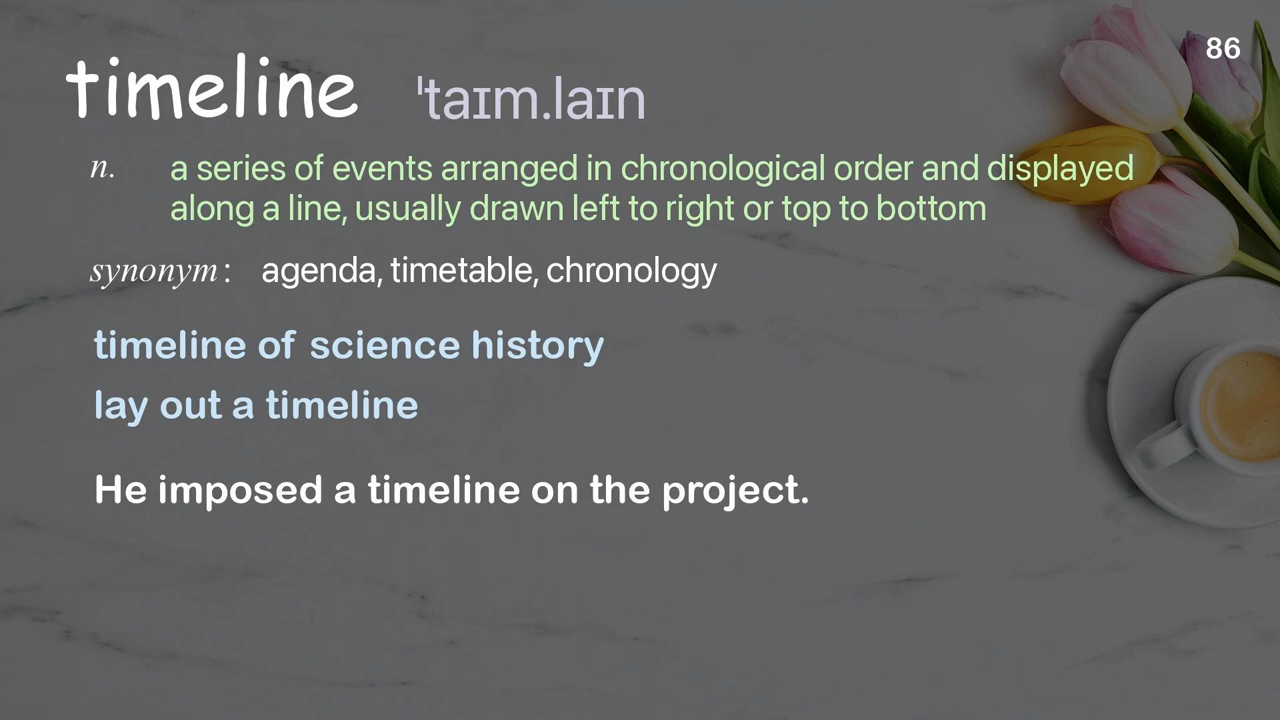 86
timeline ˈtaɪm.laɪn
n. a series of events arranged in chronological order and displayed
along a line, usually drawn left to right or top to bottom
synonym: agenda, timetable, chronology
timeline of science history
lay out a timeline
He imposed a timeline on the project.